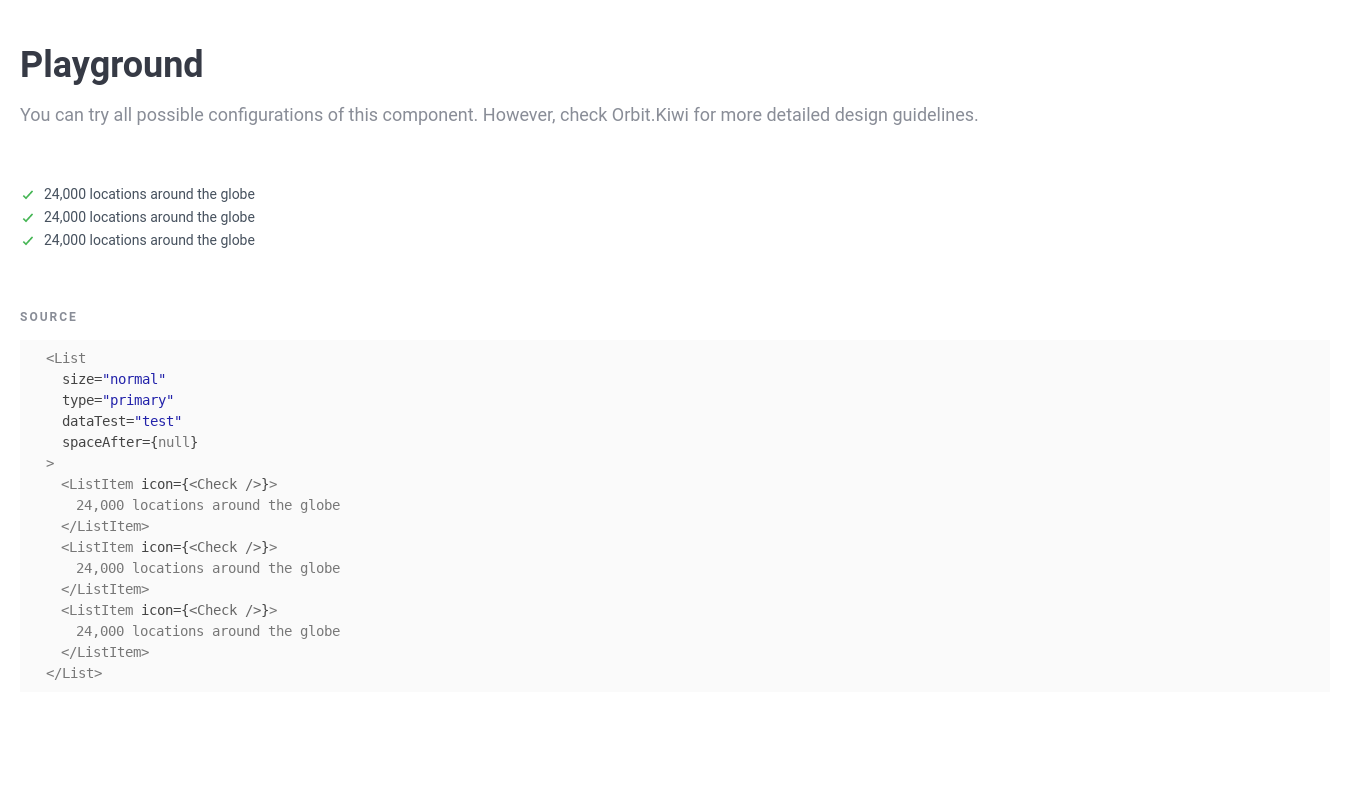 Playground
You can try all possible configurations of this component. However, check Orbit.Kiwi for more detailed design guidelines.
24,000 locations around the globe
24,000 locations around the globe
24,000 locations around the globe
SOURCE
<List
  size="normal"
  type="primary"
  dataTest="test"
  spaceAfter={null}
>
  <ListItem icon={<Check />}>
    24,000 locations around the globe
  </ListItem>
  <ListItem icon={<Check />}>
    24,000 locations around the globe
  </ListItem>
  <ListItem icon={<Check />}>
    24,000 locations around the globe
  </ListItem>
</List>